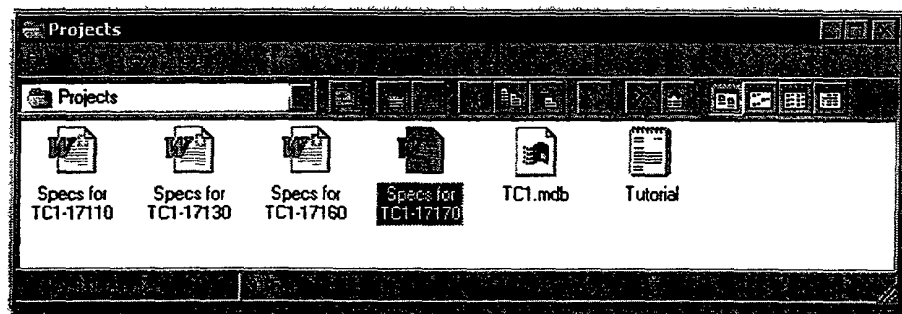 Projects
Projects
Specs for
TC1-17110
Specs for
TC1-17130
Specs for
TC1-17160
Specs for
TC1-17170
TC1.mdb
Tutorial